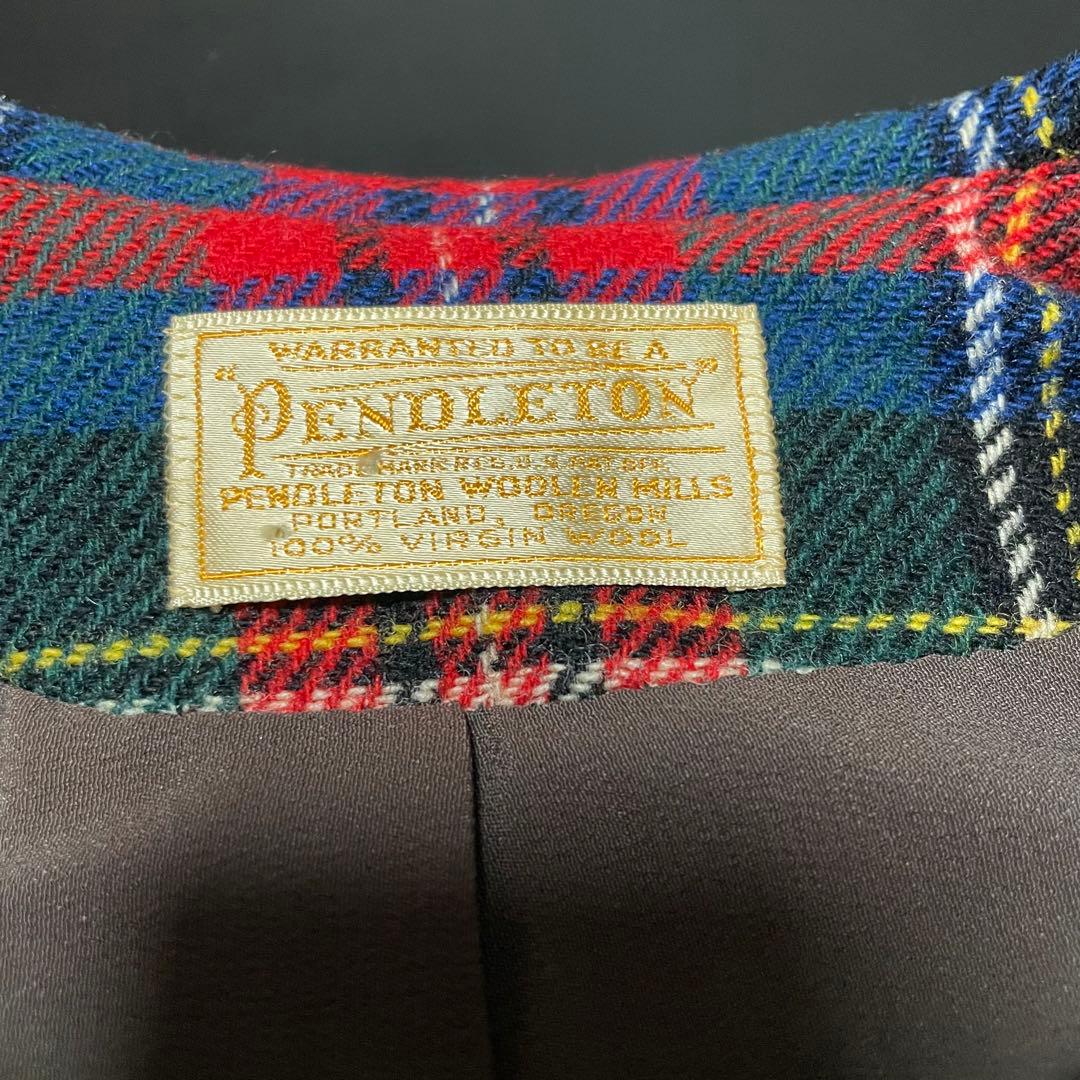 WARRANTED TO BE A
"PENDLETON"
TRADE MARK REG. U.S. PAT. OFF.
PENDLETON WOOLEN MILLS
PORTLAND, OREGON
100% VIRGIN WOOL